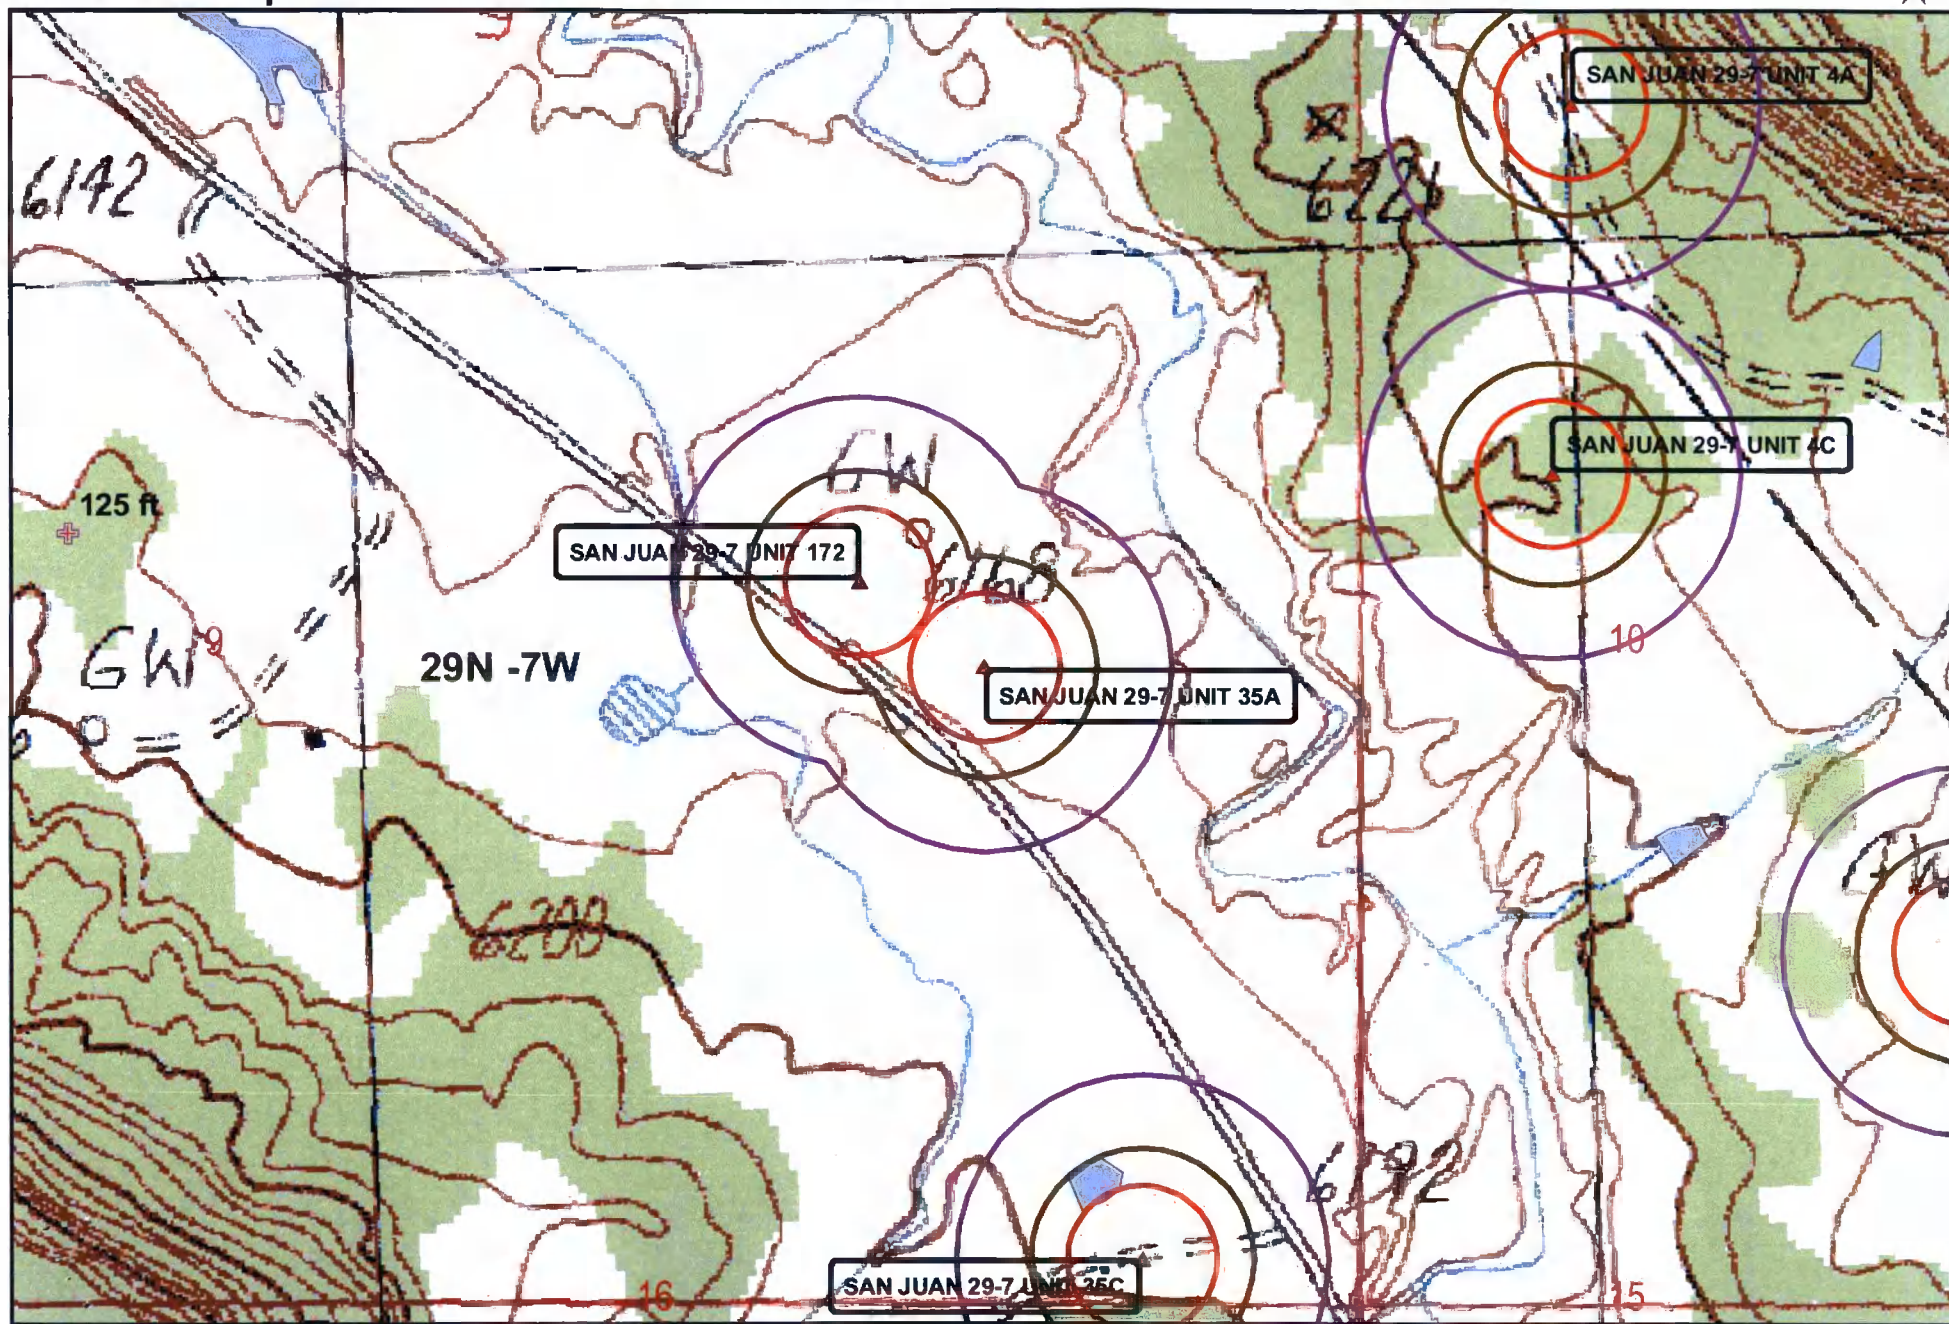 SAN JUAN 29-7 UNIT 4A
6142
SAN JUAN 29-7 UNIT 4C
GW
125 ft
SAN JUAN 29-7 UNIT 172
6168
9
10
GW
29N -7W
SAN JUAN 29-7 UNIT 35A
6200
6192
SAN JUAN 29-7 UNIT 35C
16
15